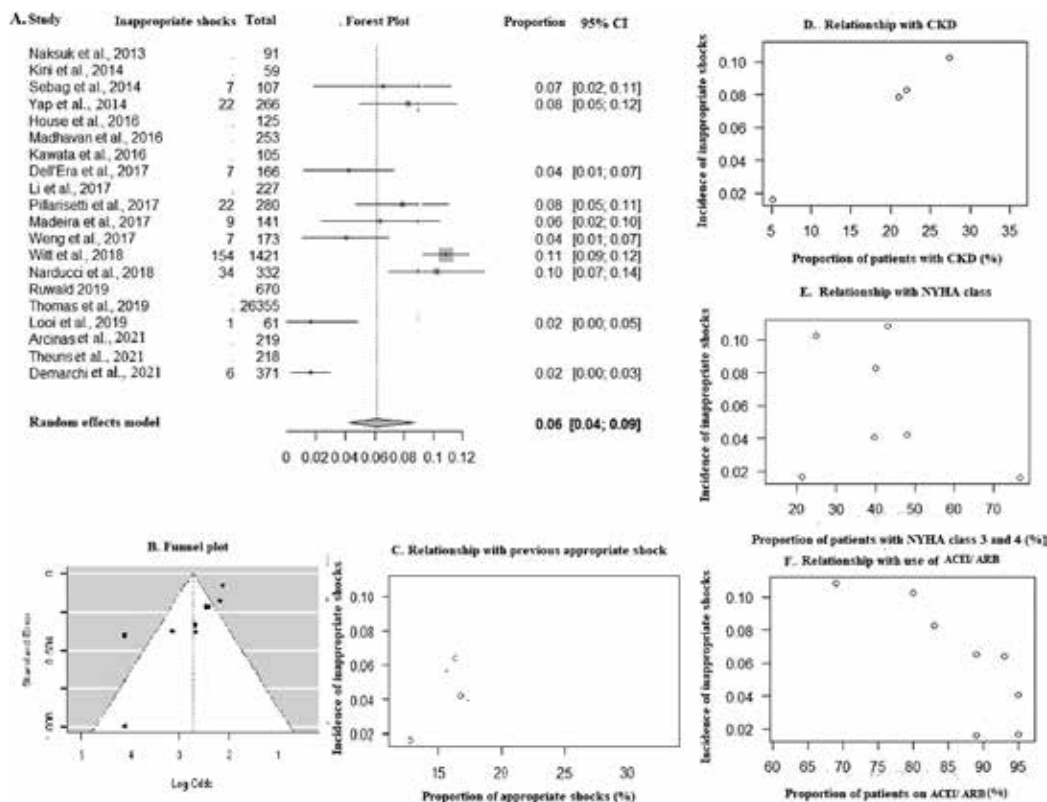 A. Study Inappropriate shocks Total . Forest Plot Proportion 95% CI
Naksuk et al., 2013 . 91
Kini et al., 2014 . 59
Sebag et al., 2014 7 107 0.07 [0.02; 0.11]
Yap et al., 2014 22 266 0.08 [0.05; 0.12]
House et al., 2016 . 125
Madhavan et al., 2016 . 253
Kawata et al., 2016 . 105
Dell'Era et al., 2017 7 166 0.04 [0.01; 0.07]
Li et al., 2017 . 227
Pillarisetti et al., 2017 22 280 0.08 [0.05; 0.11]
Madeira et al., 2017 9 141 0.06 [0.02; 0.10]
Weng et al., 2017 7 173 0.04 [0.01; 0.07]
Witt et al., 2018 154 1421 0.11 [0.09; 0.12]
Narducci et al., 2018 34 332 0.10 [0.07; 0.14]
Ruwald 2019 . 670
Thomas et al., 2019 . 26355
Looi et al., 2019 1 61 0.02 [0.00; 0.05]
Arcinas et al., 2021 . 219
Theuns et al., 2021 . 218
Demarchi et al., 2021 6 371 0.02 [0.00; 0.03]
Random effects model 0.06 [0.04; 0.09]
0 0.02 0.04 0.06 0.08 0.1 0.12
B. Funnel plot
1 4 3 2 1
Log Odds
C. Relationship with previous appropriate shock
Incidence of inappropriate shocks
0.10
0.08
0.06
0.04
0.02
0.00
15 20 25 30
Proportion of appropriate shocks (%)
D. . Relationship with CKD
Incidence of inappropriate shocks
0.10
0.08
0.06
0.04
0.02
5 10 15 20 25 30 35
Proportion of patients with CKD (%)
E. . Relationship with NYHA class
Incidence of inappropriate shocks
0.10
0.08
0.06
0.04
0.02
20 30 40 50 60 70
Proportion of patients with NYHA class 3 and 4 (%)
F. . Relationship with use of ACEI/ ARB
Incidence of inappropriate shocks
0.10
0.08
0.06
0.04
0.02
60 65 70 75 80 85 90 95
Proportion of patients on ACEI/ ARB (%)